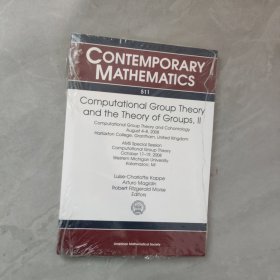 CONTEMPORARY
MATHEMATICS
511
Computational Group Theory
and the Theory of Groups, II
Computational Group Theory and Cohomology
August 4–8, 2008
Harlaxton College, Grantham, United Kingdom
AMS Special Session
Computational Group Theory
October 17–19, 2008
Western Michigan University
Kalamazoo, MI
Luise-Charlotte Kappe
Arturo Magidin
Robert Fitzgerald Morse
Editors
American Mathematical Society